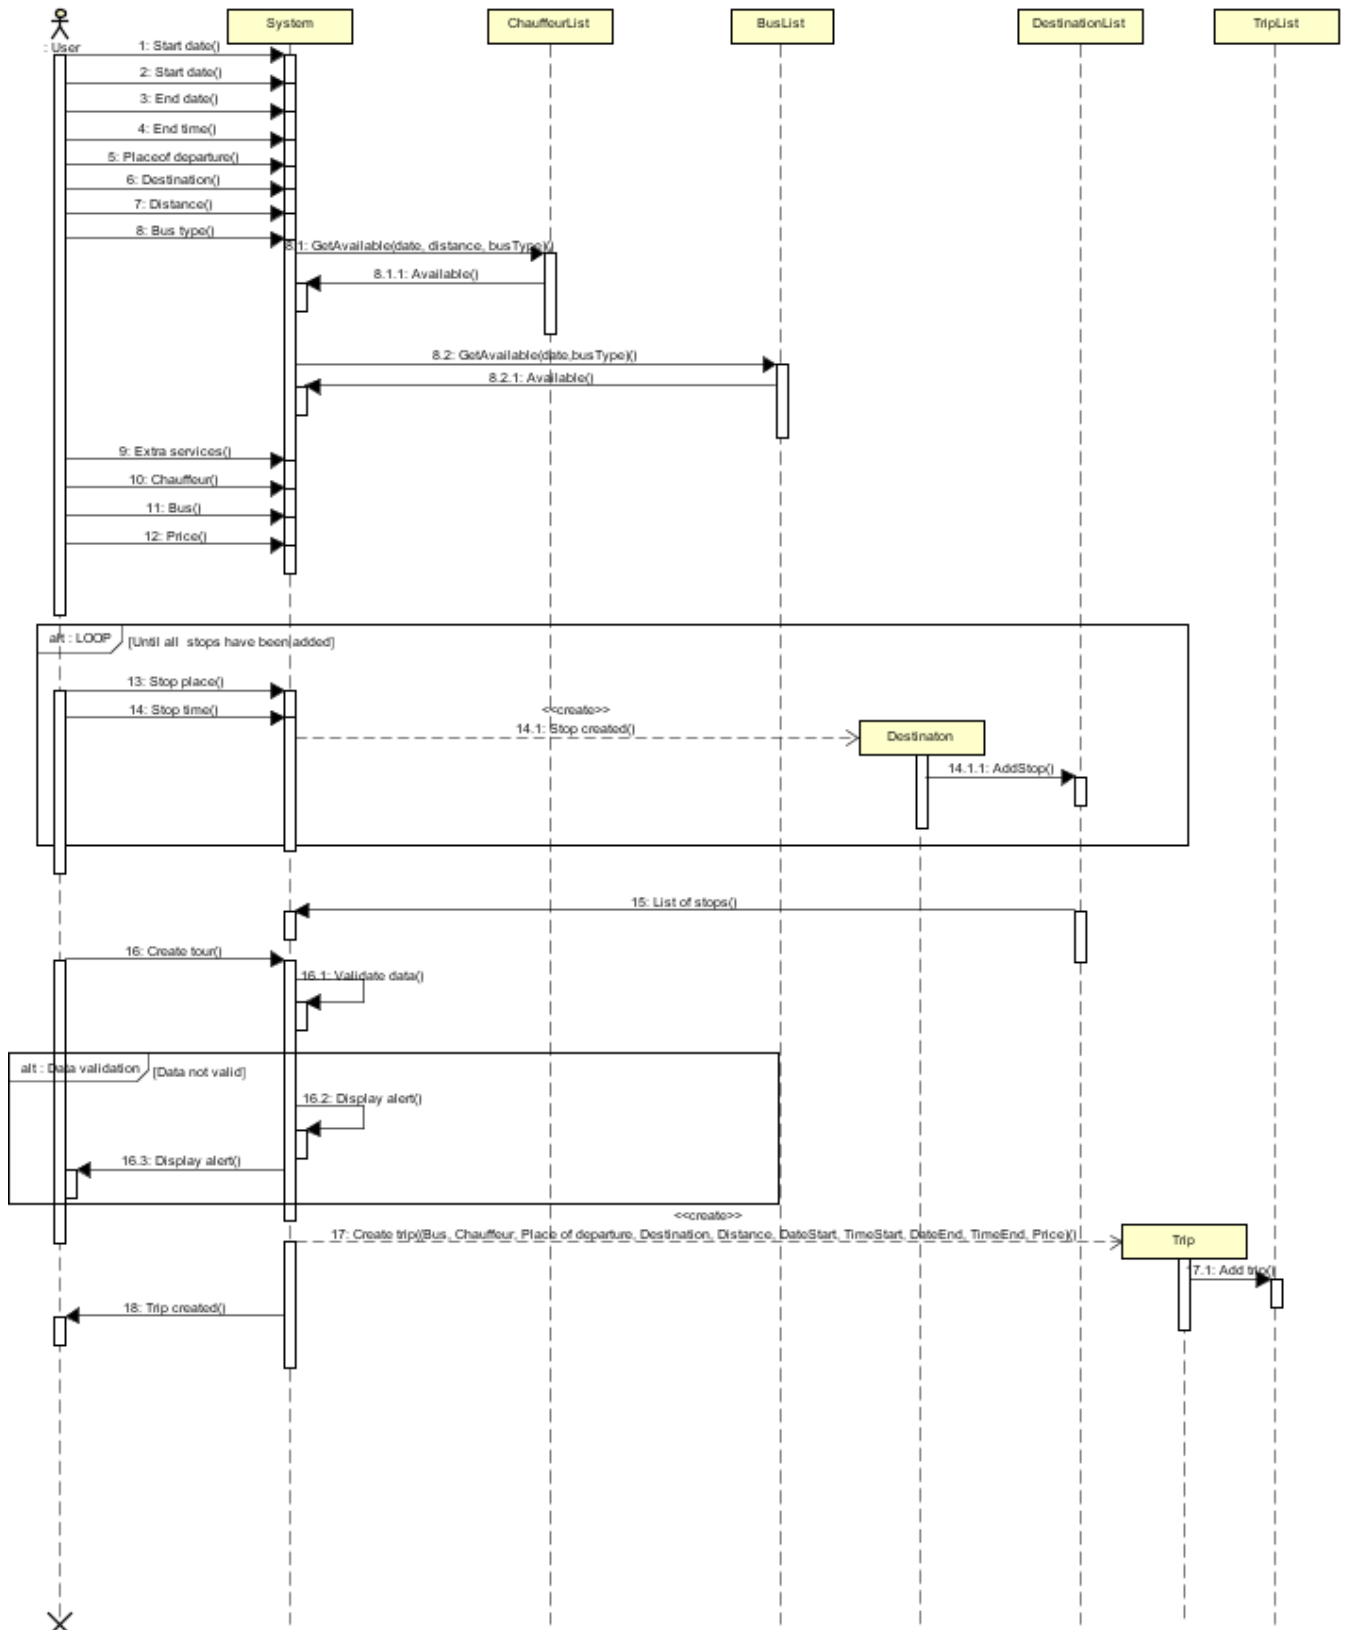 System
ChauffeurList
BusList
DestinationList
TripList
: User
1: Start date()
2: Start date()
3: End date()
4: End time()
5: Placeof departure()
6: Destination()
7: Distance()
8: Bus type()
8.1: GetAvailable(date, distance, busType)()
8.1.1: Available()
8.2: GetAvailable(date,busType)()
8.2.1: Available()
9: Extra services()
10: Chauffeur()
11: Bus()
12: Price()
alt : LOOP
[Until all stops have been added]
13: Stop place()
14: Stop time()
<<create>>
14.1: Stop created()
Destinaton
14.1.1: AddStop()
15: List of stops()
16: Create tour()
16.1: Validate data()
alt : Data validation
[Data not valid]
16.2: Display alert()
16.3: Display alert()
<<create>>
17: Create trip((Bus, Chauffeur, Place of departure, Destination, Distance, DateStart, TimeStart, DateEnd, TimeEnd, Price)()
Trip
17.1: Add trip()
18: Trip created()